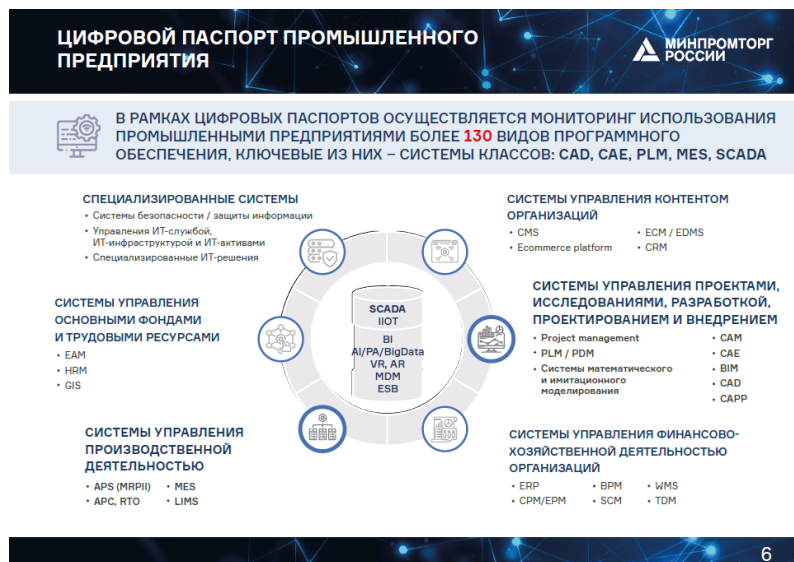 ЦИФРОВОЙ ПАСПОРТ ПРОМЫШЛЕННОГО
ПРЕДПРИЯТИЯ
МИНПРОМТОРГ
РОССИИ
В РАМКАХ ЦИФРОВЫХ ПАСПОРТОВ ОСУЩЕСТВЛЯЕТСЯ МОНИТОРИНГ ИСПОЛЬЗОВАНИЯ
ПРОМЫШЛЕННЫМИ ПРЕДПРИЯТИЯМИ БОЛЕЕ 130 ВИДОВ ПРОГРАММНОГО
ОБЕСПЕЧЕНИЯ, КЛЮЧЕВЫЕ ИЗ НИХ – СИСТЕМЫ КЛАССОВ: CAD, CAE, PLM, MES, SCADA
СПЕЦИАЛИЗИРОВАННЫЕ СИСТЕМЫ
• Системы безопасности / защиты информации
• Управления ИТ-службой,
ИТ-инфраструктурой и ИТ-активами
• Специализированные ИТ-решения
СИСТЕМЫ УПРАВЛЕНИЯ КОНТЕНТОМ
ОРГАНИЗАЦИЙ
• CMS
• Ecommerce platform
• ECM / EDMS
• CRM
СИСТЕМЫ УПРАВЛЕНИЯ
ОСНОВНЫМИ ФОНДАМИ
И ТРУДОВЫМИ РЕСУРСАМИ
• EAM
• HRM
• GIS
SCADA
IIOT
BI
AI/PA/BigData
VR, AR
MDM
ESB
СИСТЕМЫ УПРАВЛЕНИЯ ПРОЕКТАМИ,
ИССЛЕДОВАНИЯМИ, РАЗРАБОТКОЙ,
ПРОЕКТИРОВАНИЕМ И ВНЕДРЕНИЕМ
• Project management
• PLM / PDM
• Системы математического
и имитационного
моделирования
• CAM
• CAE
• BIM
• CAD
• CAPP
СИСТЕМЫ УПРАВЛЕНИЯ
ПРОИЗВОДСТВЕННОЙ
ДЕЯТЕЛЬНОСТЬЮ
• APS (MRPII)
• APC, RTO
• MES
• LIMS
СИСТЕМЫ УПРАВЛЕНИЯ ФИНАНСОВО-
ХОЗЯЙСТВЕННОЙ ДЕЯТЕЛЬНОСТЬЮ
ОРГАНИЗАЦИЙ
• ERP
• CPM/EPM
• BPM
• SCM
• WMS
• TDM
6